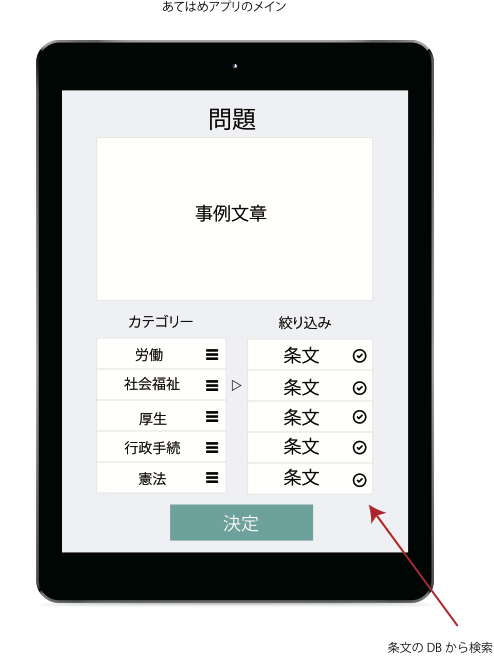 あてはめアプリのメイン
問題
事例文章
カテゴリー
絞り込み
労働
条文
社会福祉
条文
厚生
条文
行政手続
条文
憲法
条文
決定
条文の DB から検索